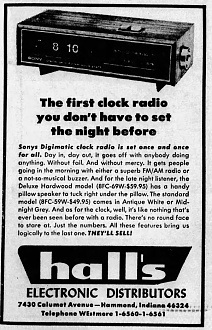 8 10
The first clock radio
you don't have to set
the night before
Sonys Digimatic clock radio is set once and once
for all. Day in, day out, it goes off with anybody doing
anything. Without fail. And without mercy. It gets people
going in the morning with either a superb FM/AM radio or
a not-so-musical buzzer. And for the late night listener, the
Deluxe Hardwood model (8FC-69W-$59.95) has a handy
pillow speaker to tuck right under the pillow. The standard
model (8FC-59W-$49.95) comes in Antique White or Mid-
night Grey. And as for the clock, well, it's like nothing that's
ever been seen before with a radio. There's no round face
to stare at. Just the numbers. All these features bring us
logically to the last one. THEY'LL SELL!
hall's
ELECTRONIC DISTRIBUTORS
7430 Calumet Avenue—Hammond, Indiana 46324
Telephone WEstmore 1-6560-1-6561